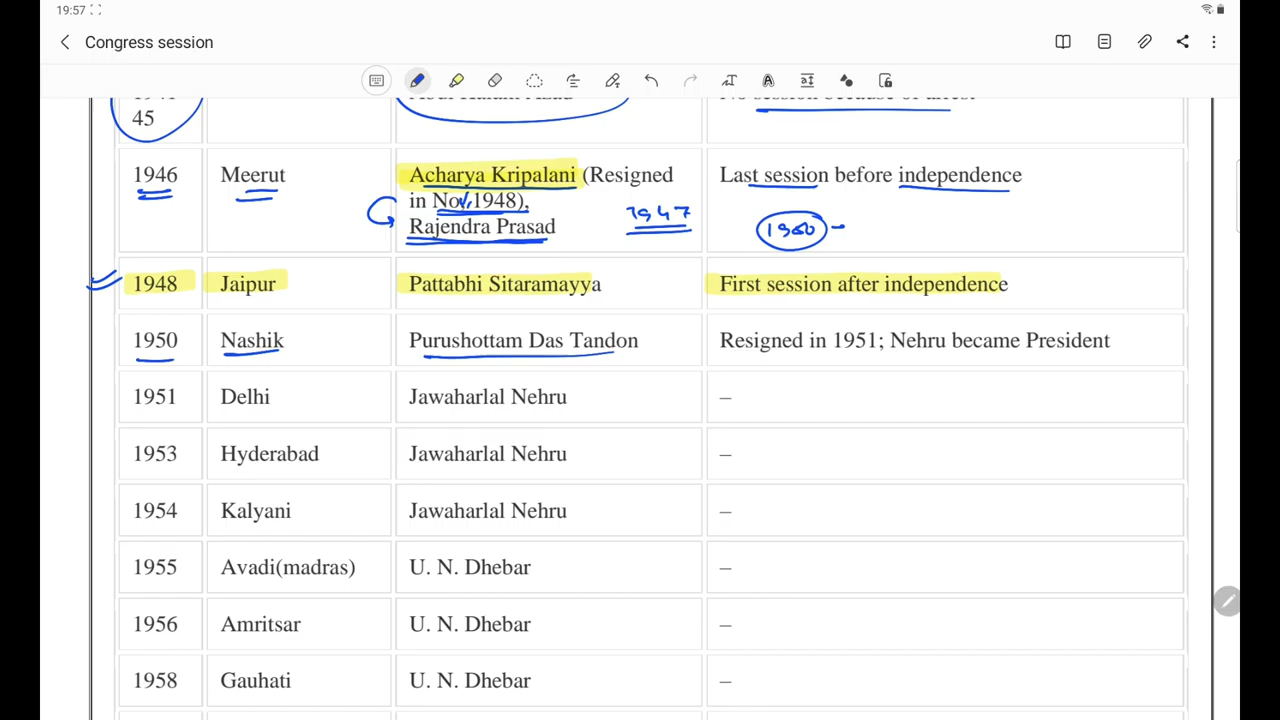 19:57
Congress session
45
1946 Meerut Acharya Kripalani (Resigned Last session before independence
in Nov,1948),
Rajendra Prasad 1947 1950
1948 Jaipur Pattabhi Sitaramayya First session after independence
1950 Nashik Purushottam Das Tandon Resigned in 1951; Nehru became President
1951 Delhi Jawaharlal Nehru –
1953 Hyderabad Jawaharlal Nehru –
1954 Kalyani Jawaharlal Nehru –
1955 Avadi(madras) U. N. Dhebar –
1956 Amritsar U. N. Dhebar –
1958 Gauhati U. N. Dhebar –